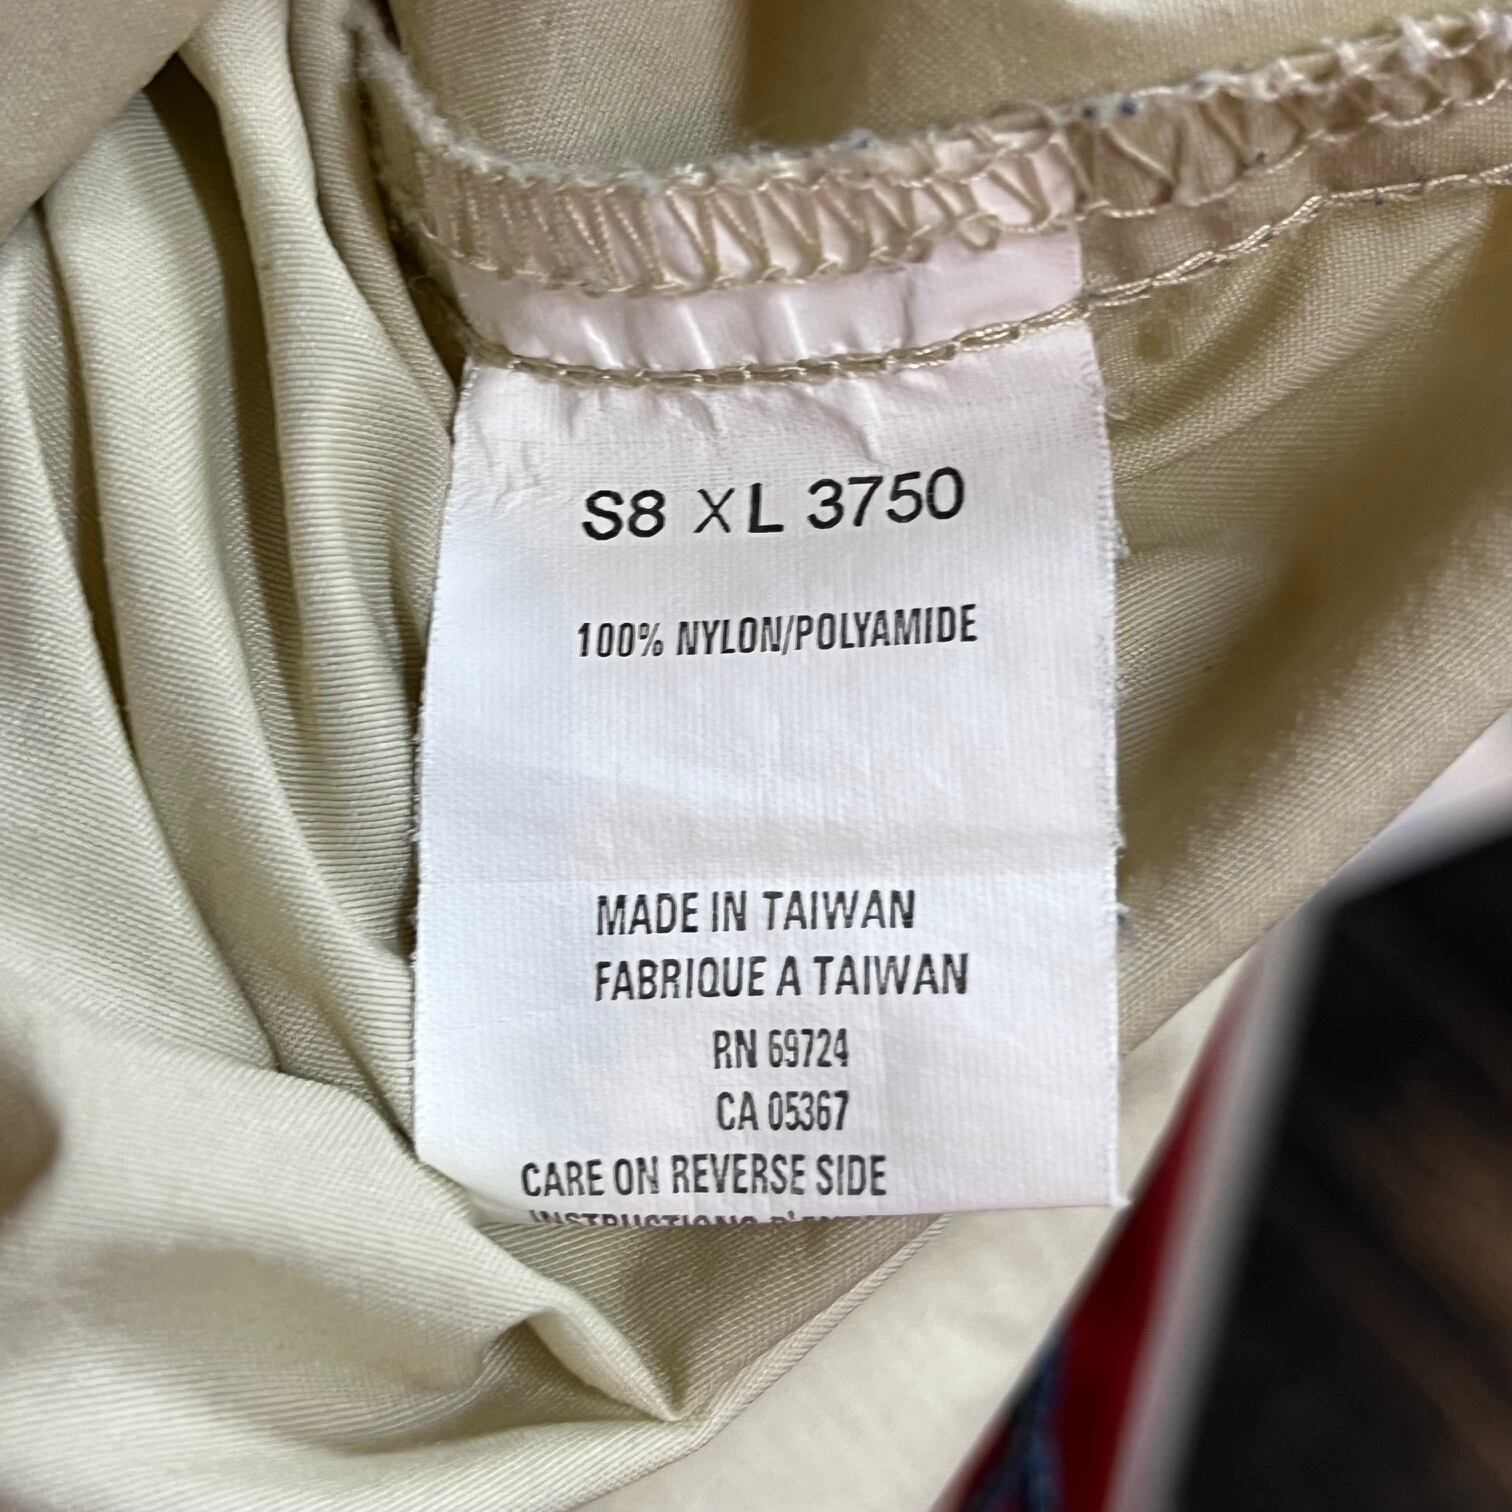 S8 XL 3750
100% NYLON/POLYAMIDE
MADE IN TAIWAN
FABRIQUE A TAIWAN
RN 69724
CA 05367
CARE ON REVERSE SIDE
INSTRUCTIONS